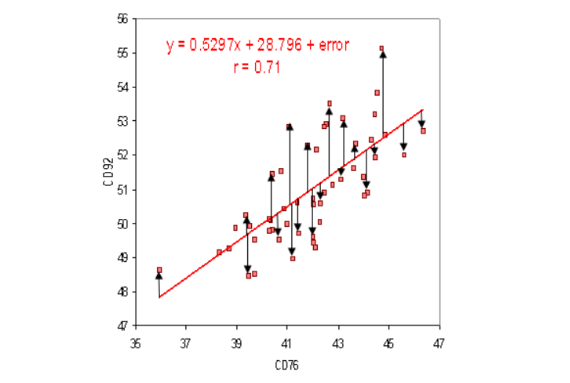 56
y = 0.5297x + 28.796 + error
r = 0.71
55
54
53
52
CD92
51
50
49
48
47
35 37 39 41 43 45 47
CD76